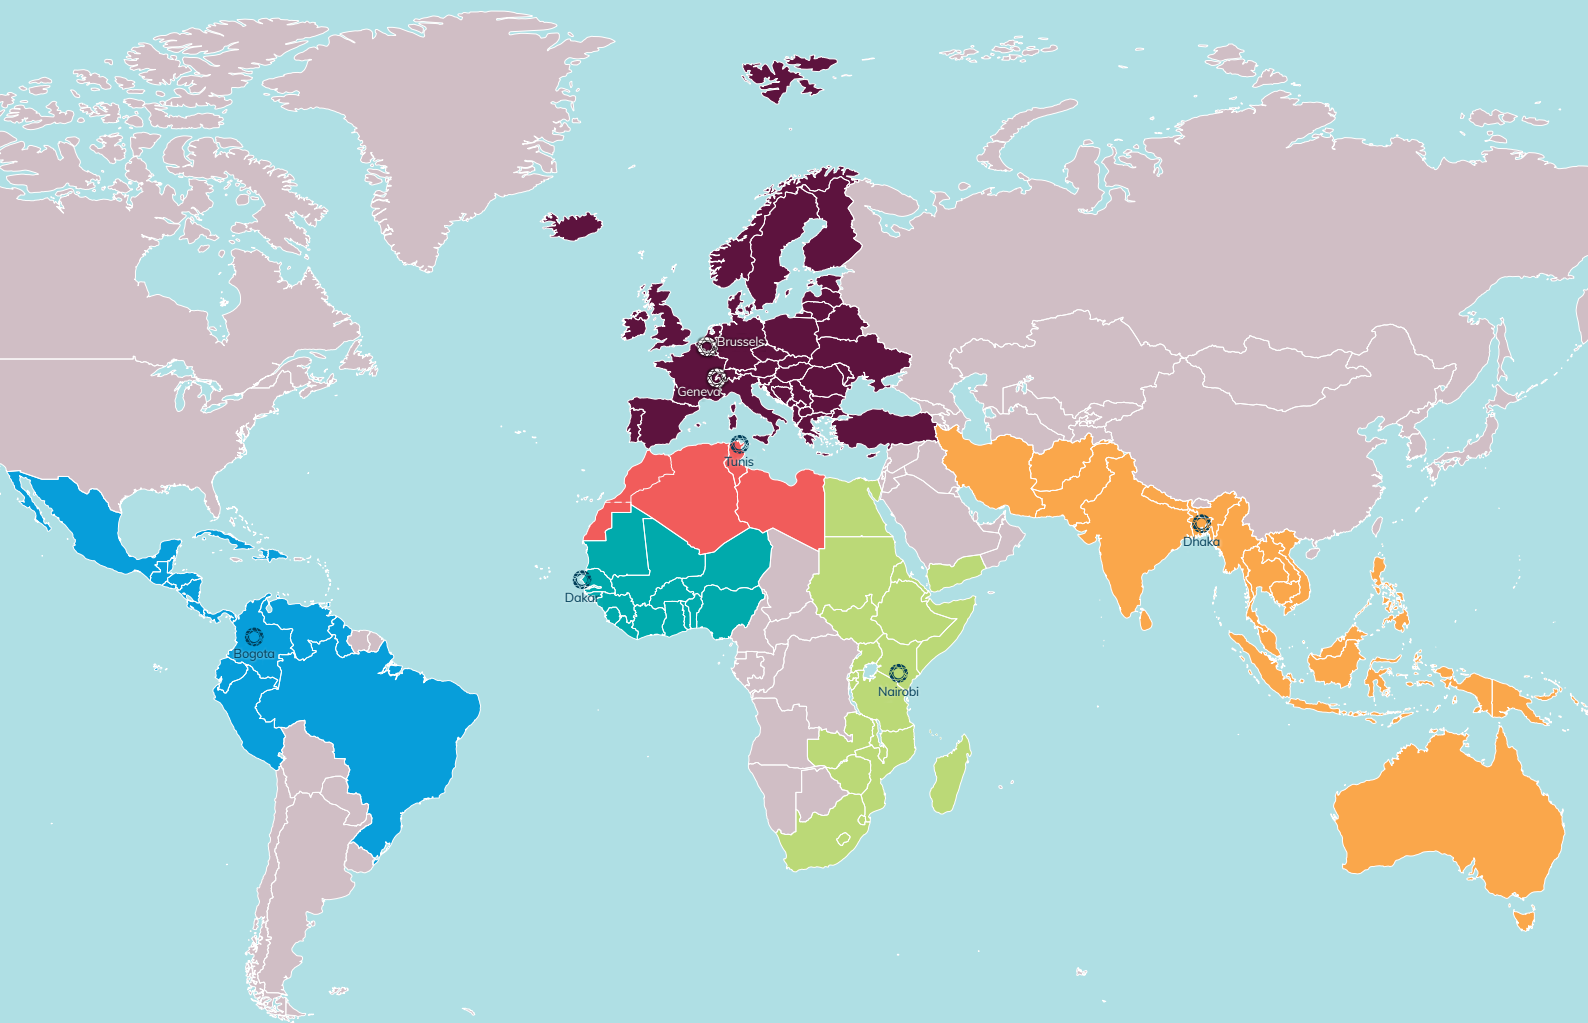 Brussels
Geneva
Tunis
Dhaka
Dakar
Bogota
Nairobi